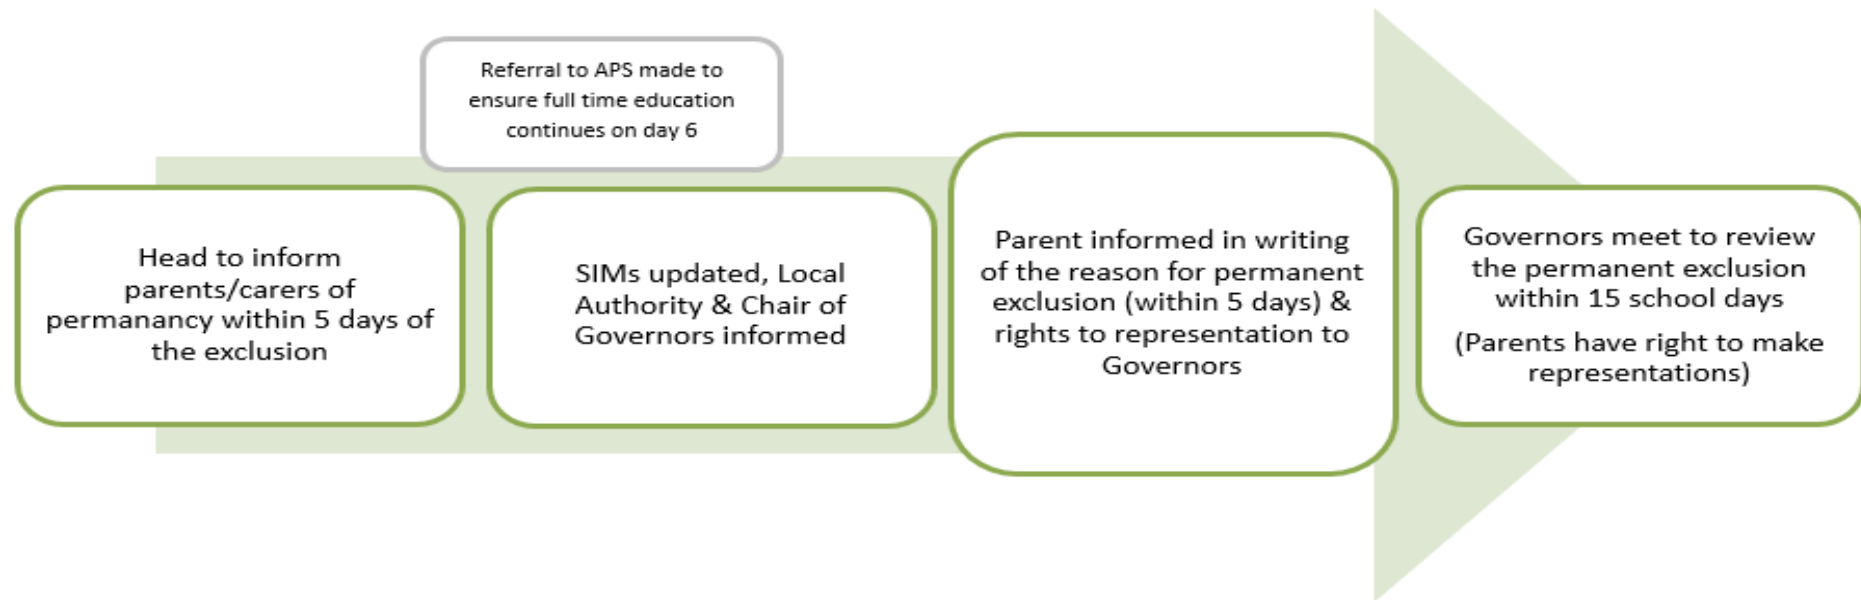 Referral to APS made to
ensure full time education
continues on day 6
Head to inform
parents/carers of
permanancy within 5 days of
the exclusion
SIMs updated, Local
Authority & Chair of
Governors informed
Parent informed in writing
of the reason for permanent
exclusion (within 5 days) &
rights to representation to
Governors
Governors meet to review
the permanent exclusion
within 15 school days
(Parents have right to make
representations)